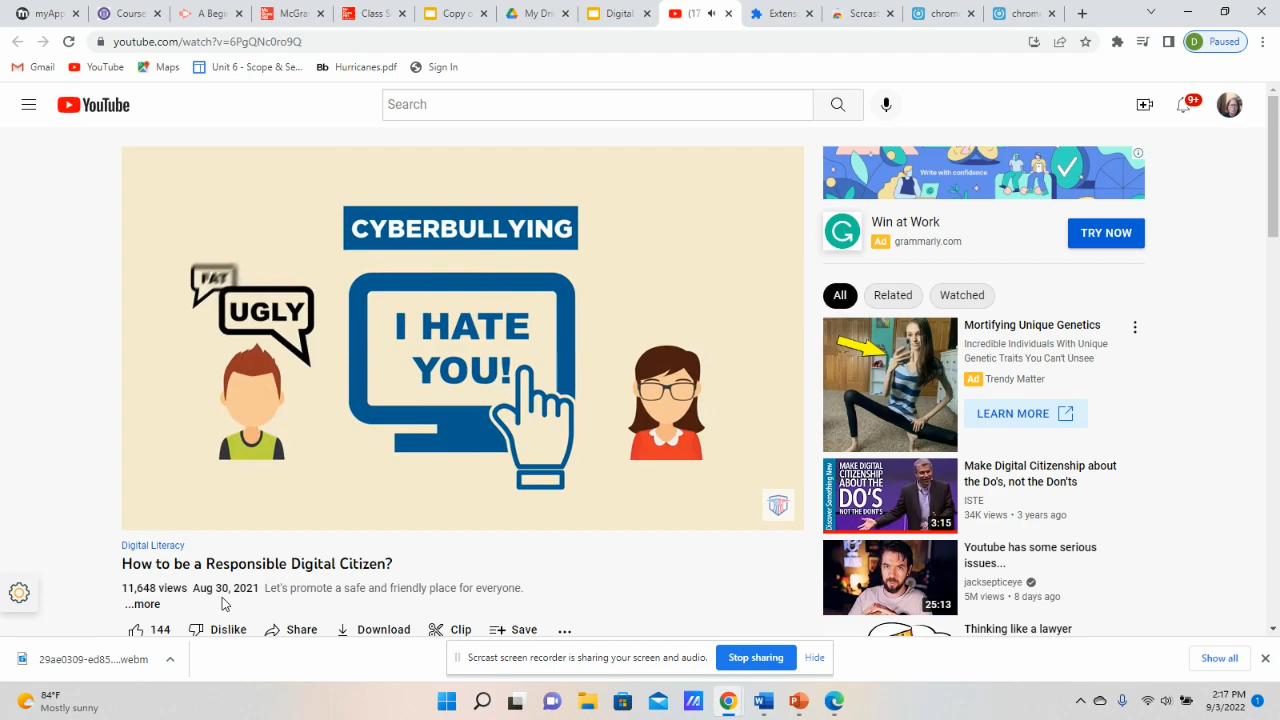 myApp
Course
A Begi
McGra
Class S
Copy o
My Dri
Digital
(17
Extens
Scrcast
chrom
chrom
youtube.com/watch?v=6PgQNc0ro9Q
D Paused
Gmail
YouTube
Maps
Unit 6 - Scope & Se...
Bb Hurricanes.pdf
Sign In
YouTube
Search
9+
CYBERBULLYING
FAT
UGLY
I HATE
YOU!
Write with confidence
Win at Work
Ad grammarly.com
TRY NOW
All
Related
Watched
Mortifying Unique Genetics
Incredible Individuals With Unique
Genetic Traits You Can't Unsee
Ad Trendy Matter
LEARN MORE
Discover Something New
MAKE DIGITAL
CITIZENSHIP
ABOUT THE
DO'S,
NOT THE DON'TS
3:15
Make Digital Citizenship about
the Do's, not the Don'ts
ISTE
34K views • 3 years ago
25:13
Youtube has some serious
issues...
jacksepticeye
5M views • 8 days ago
Thinking like a lawyer
Digital Literacy
How to be a Responsible Digital Citizen?
11,648 views Aug 30, 2021 Let's promote a safe and friendly place for everyone.
...more
144
Dislike
Share
Download
Clip
Save
29ae0309-ed85....webm
Scrcast screen recorder is sharing your screen and audio.
Stop sharing
Hide
Show all
84°F
Mostly sunny
2:17 PM
9/3/2022